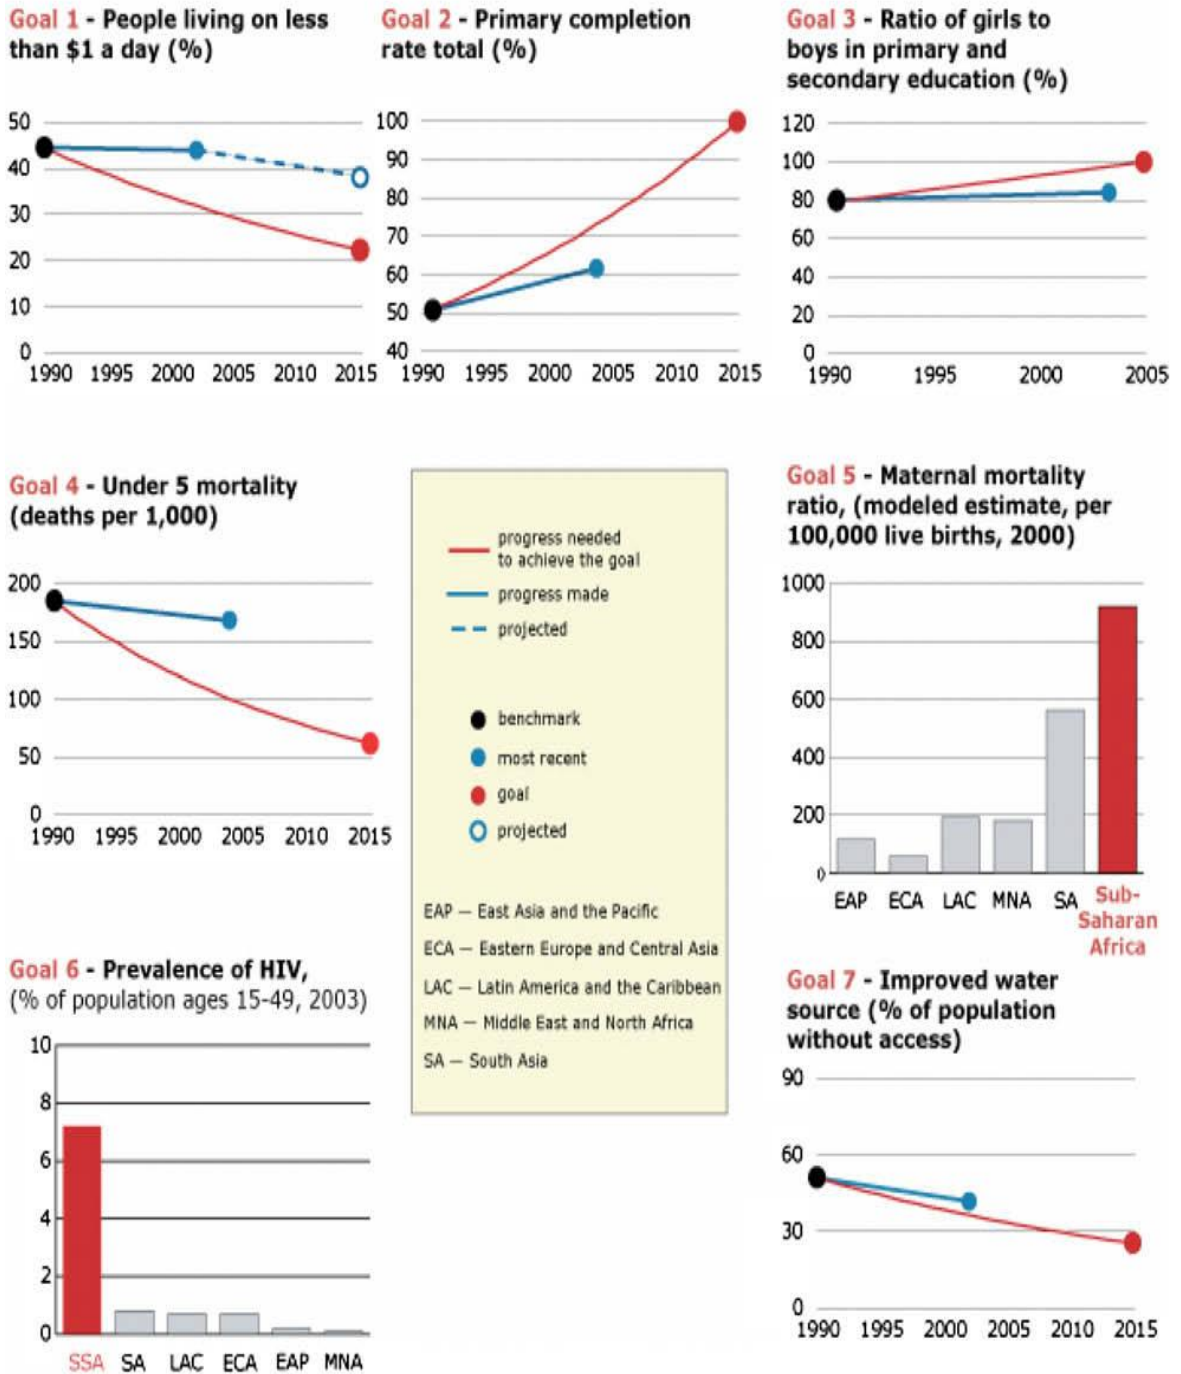 Goal 1 - People living on less
than $1 a day (%)
50
40
30
20
10
0
1990 1995 2000 2005 2010 2015
Goal 2 - Primary completion
rate total (%)
100
90
80
70
60
50
40
1990 1995 2000 2005 2010 2015
Goal 3 - Ratio of girls to
boys in primary and
secondary education (%)
120
100
80
60
40
20
0
1990 1995 2000 2005
Goal 4 - Under 5 mortality
(deaths per 1,000)
200
150
100
50
0
1990 1995 2000 2005 2010 2015
progress needed
to achieve the goal
progress made
projected
benchmark
most recent
goal
projected
EAP — East Asia and the Pacific
ECA — Eastern Europe and Central Asia
LAC — Latin America and the Caribbean
MNA — Middle East and North Africa
SA — South Asia
Goal 5 - Maternal mortality
ratio, (modeled estimate, per
100,000 live births, 2000)
1000
800
600
400
200
0
EAP ECA LAC MNA SA Sub-
Saharan
Africa
Goal 6 - Prevalence of HIV,
(% of population ages 15-49, 2003)
10
8
6
4
2
0
SSA SA LAC ECA EAP MNA
Goal 7 - Improved water
source (% of population
without access)
90
60
30
0
1990 1995 2000 2005 2010 2015